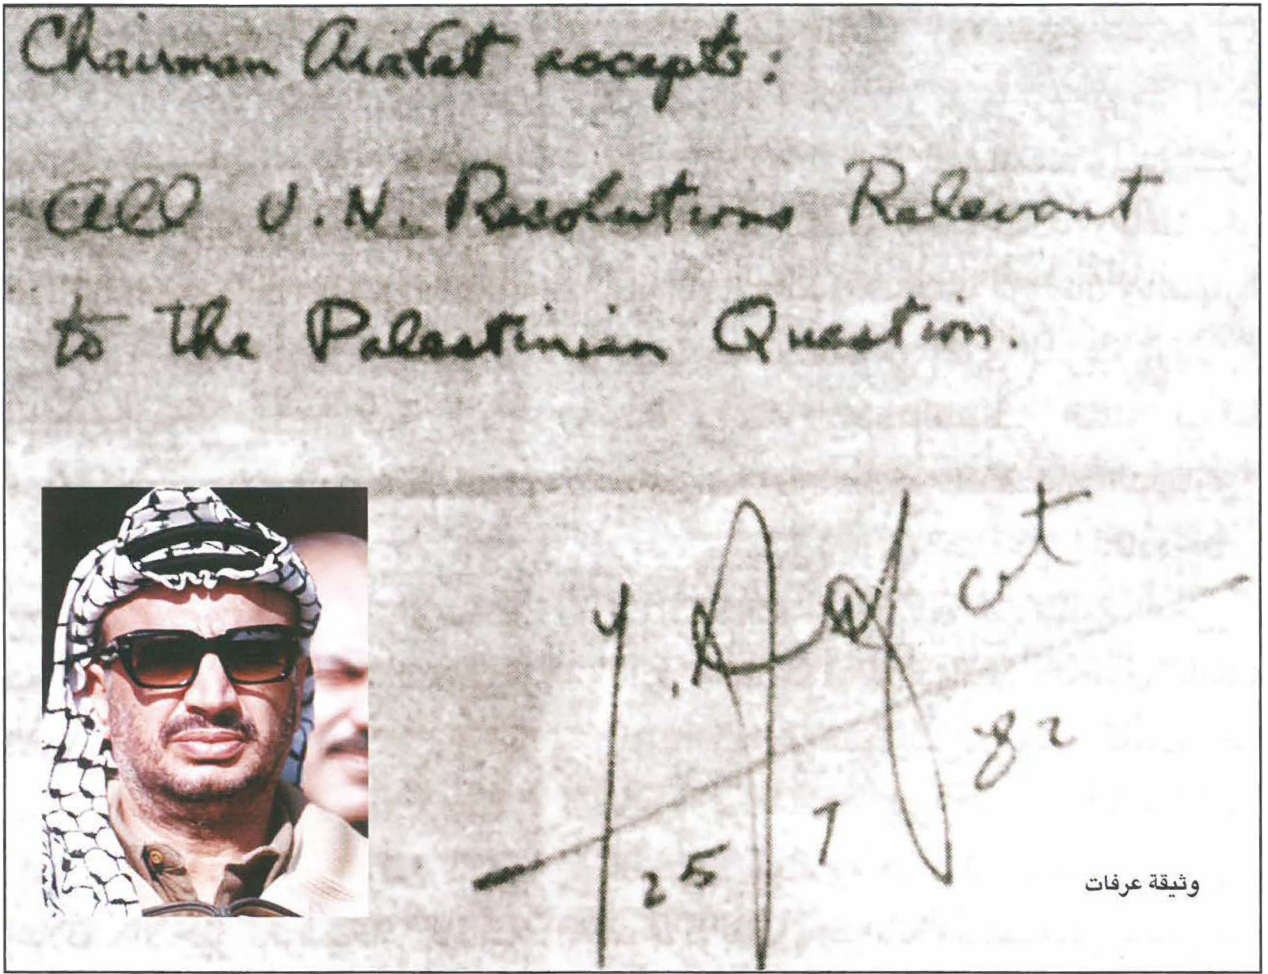 Chairman Arafat accepts:
All U.N. Resolutions Relevant
to the Palestinian Question.
Y. Arafat
25 7 82
وثيقة عرفات